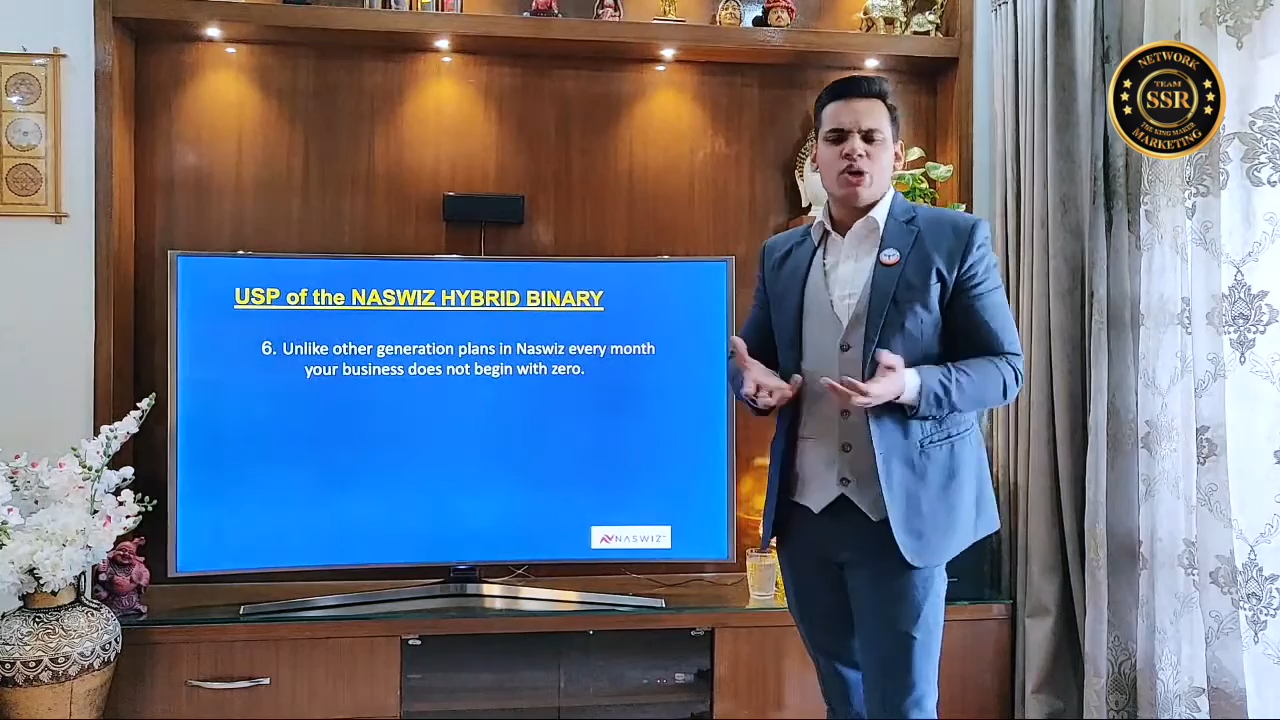 USP of the NASWIZ HYBRID BINARY
6. Unlike other generation plans in Naswiz every month
your business does not begin with zero.
NASWIZ
NETWORK
TEAM
SSR
THE KING MAKER
MARKETING